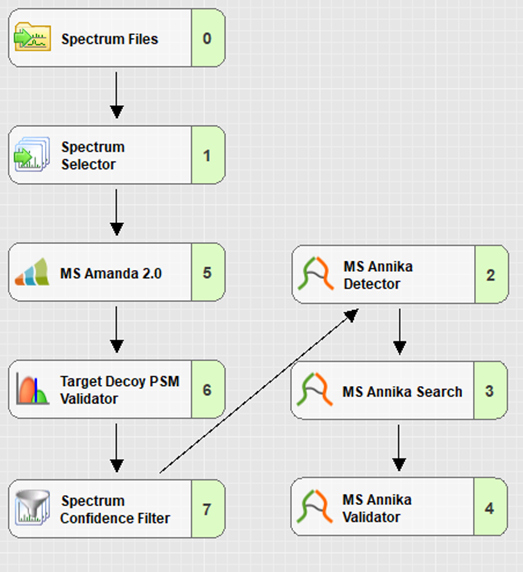 Spectrum Files
0
Spectrum
Selector
1
MS Amanda 2.0
5
Target Decoy PSM
Validator
6
Spectrum
Confidence Filter
7
MS Annika
Detector
2
MS Annika Search
3
MS Annika
Validator
4